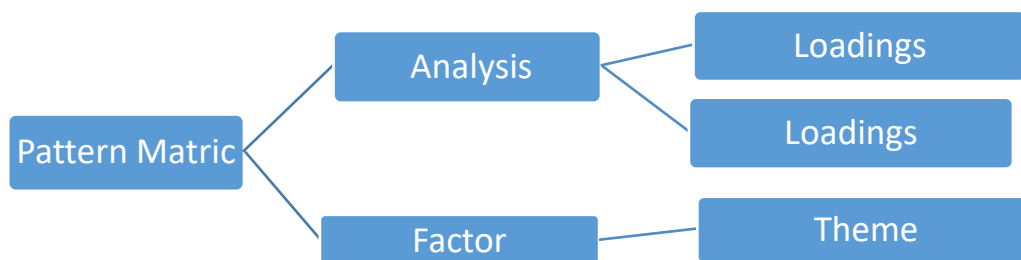 Pattern Matric
Analysis
Loadings
Loadings
Factor
Theme